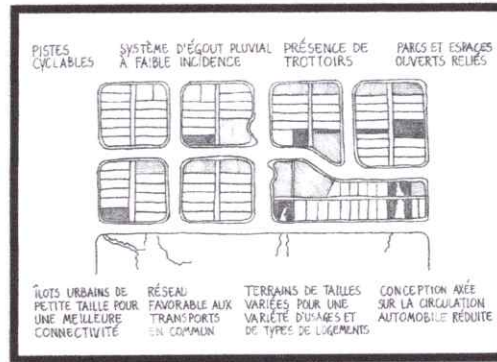 PISTES
CYCLABLES
SYSTÈME D'ÉGOUT PLUVIAL
À FAIBLE INCIDENCE
PRÉSENCE DE
TROTTOIRS
PARCS ET ESPACES
OUVERTS RELIÉS
ÎLOTS URBAINS DE
PETITE TAILLE POUR
UNE MEILLEURE
CONNECTIVITÉ
RÉSEAU
FAVORABLE AUX
TRANSPORTS
EN COMMUN
TERRAINS DE TAILLES
VARIÉES POUR UNE
VARIÉTÉ D'USAGES ET
DE TYPES DE LOGEMENTS
CONCEPTION AXÉE
SUR LA CIRCULATION
AUTOMOBILE RÉDUITE